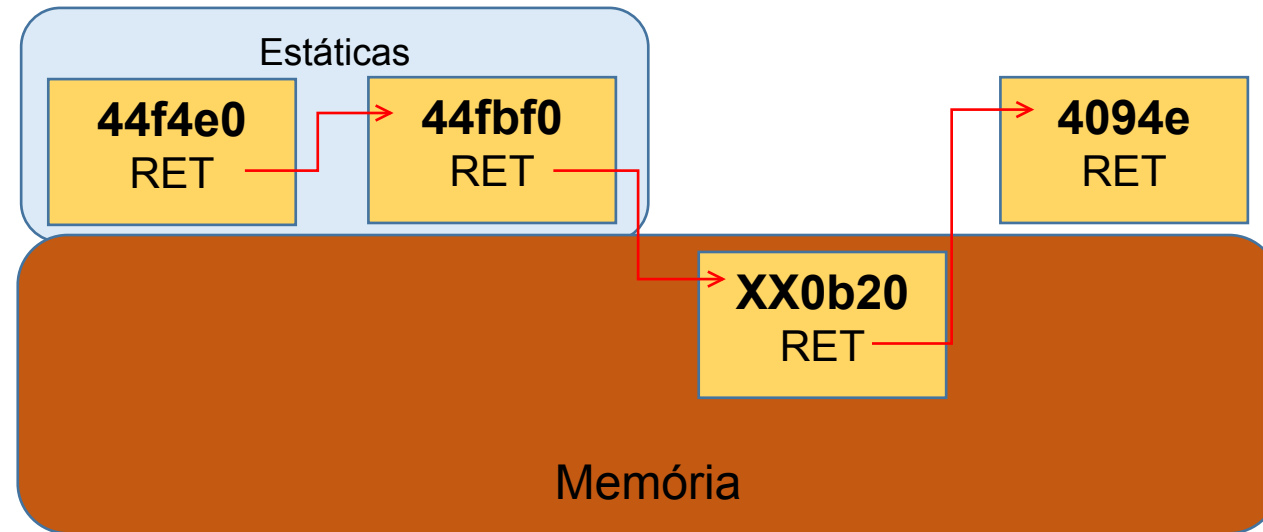 Estáticas
44f4e0
RET
44fbf0
RET
4094e
RET
XX0b20
RET
Memória